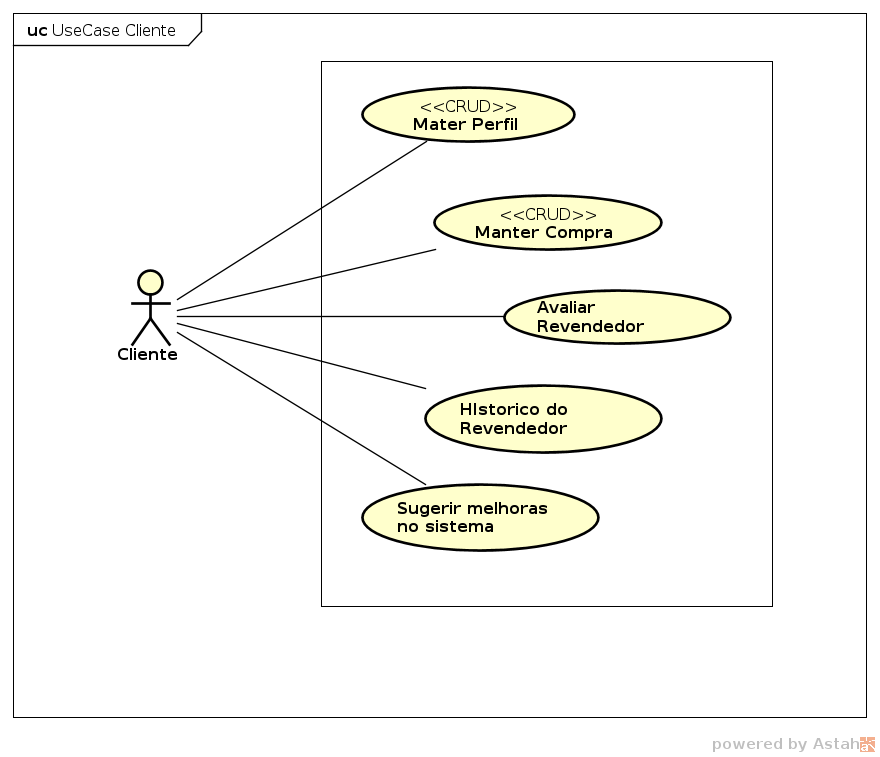 uc UseCase Cliente
<<CRUD>>
Mater Perfil
<<CRUD>>
Manter Compra
Avaliar
Revendedor
Cliente
HIstorico do
Revendedor
Sugerir melhoras
no sistema
powered by Astah